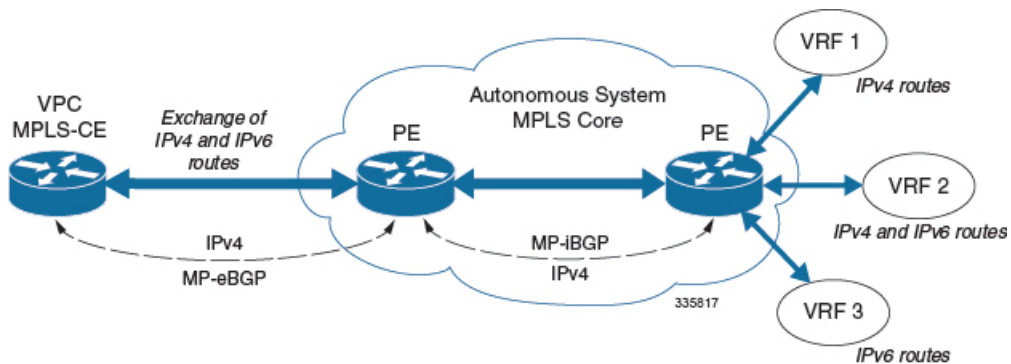 VPC
MPLS-CE
Exchange of
IPv4 and IPv6
routes
Autonomous System
MPLS Core
PE
PE
VRF 1
IPv4 routes
VRF 2
IPv4 and IPv6 routes
VRF 3
IPv6 routes
IPv4
MP-eBGP
MP-iBGP
IPv4
335817